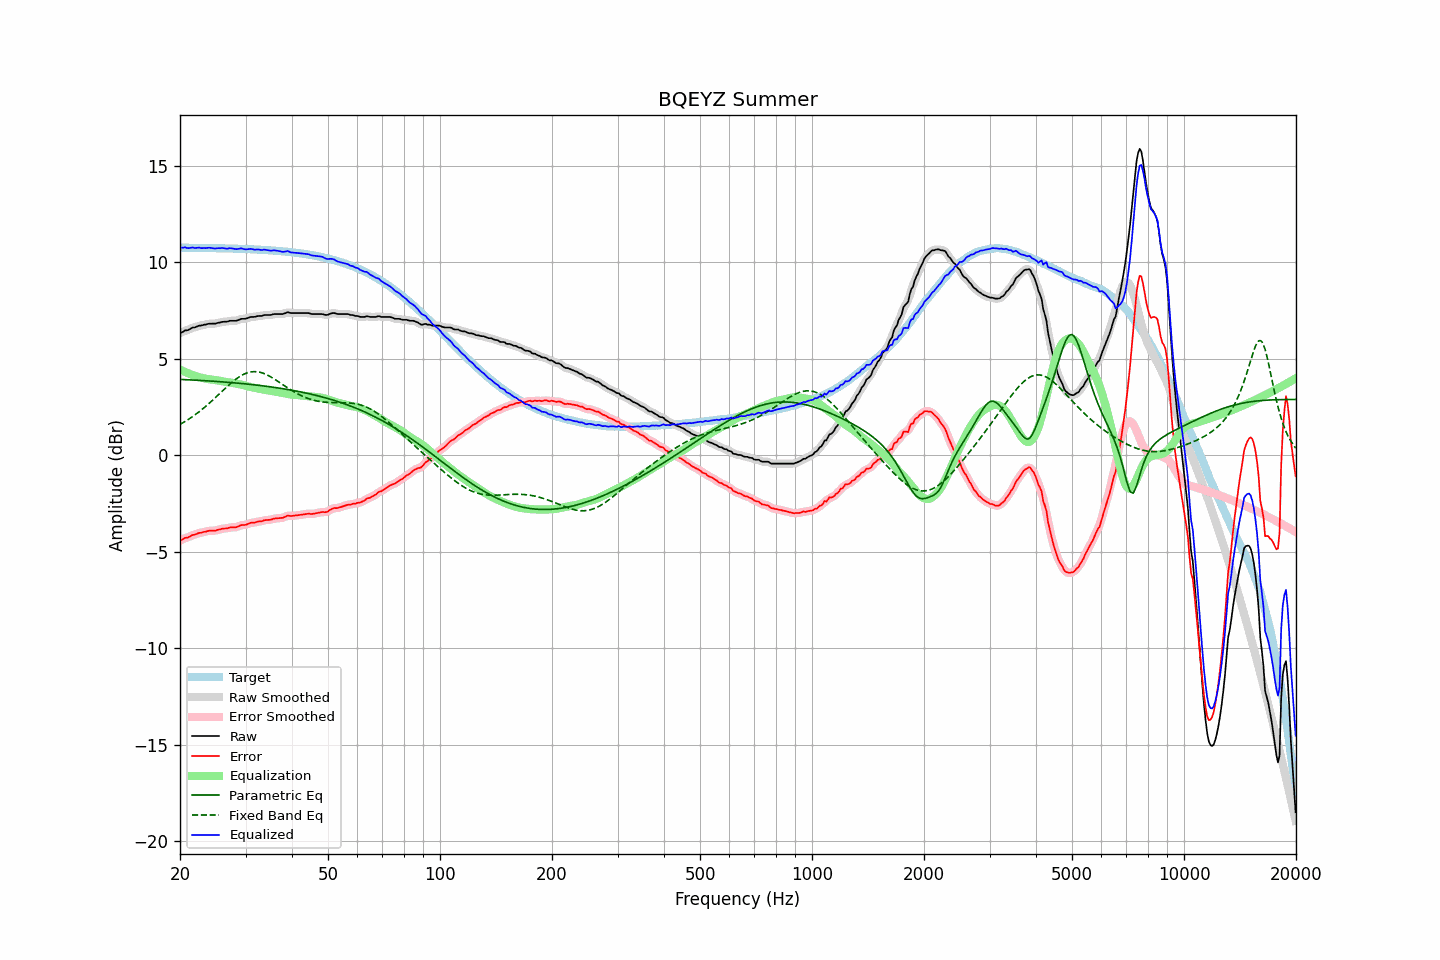 BQEYZ Summer
Amplitude (dBr)
15
10
5
0
−5
−10
−15
−20
Target
Raw Smoothed
Error Smoothed
Raw
Error
Equalization
Parametric Eq
Fixed Band Eq
Equalized
20
50
100
200
500
1000
2000
5000
10000
20000
Frequency (Hz)